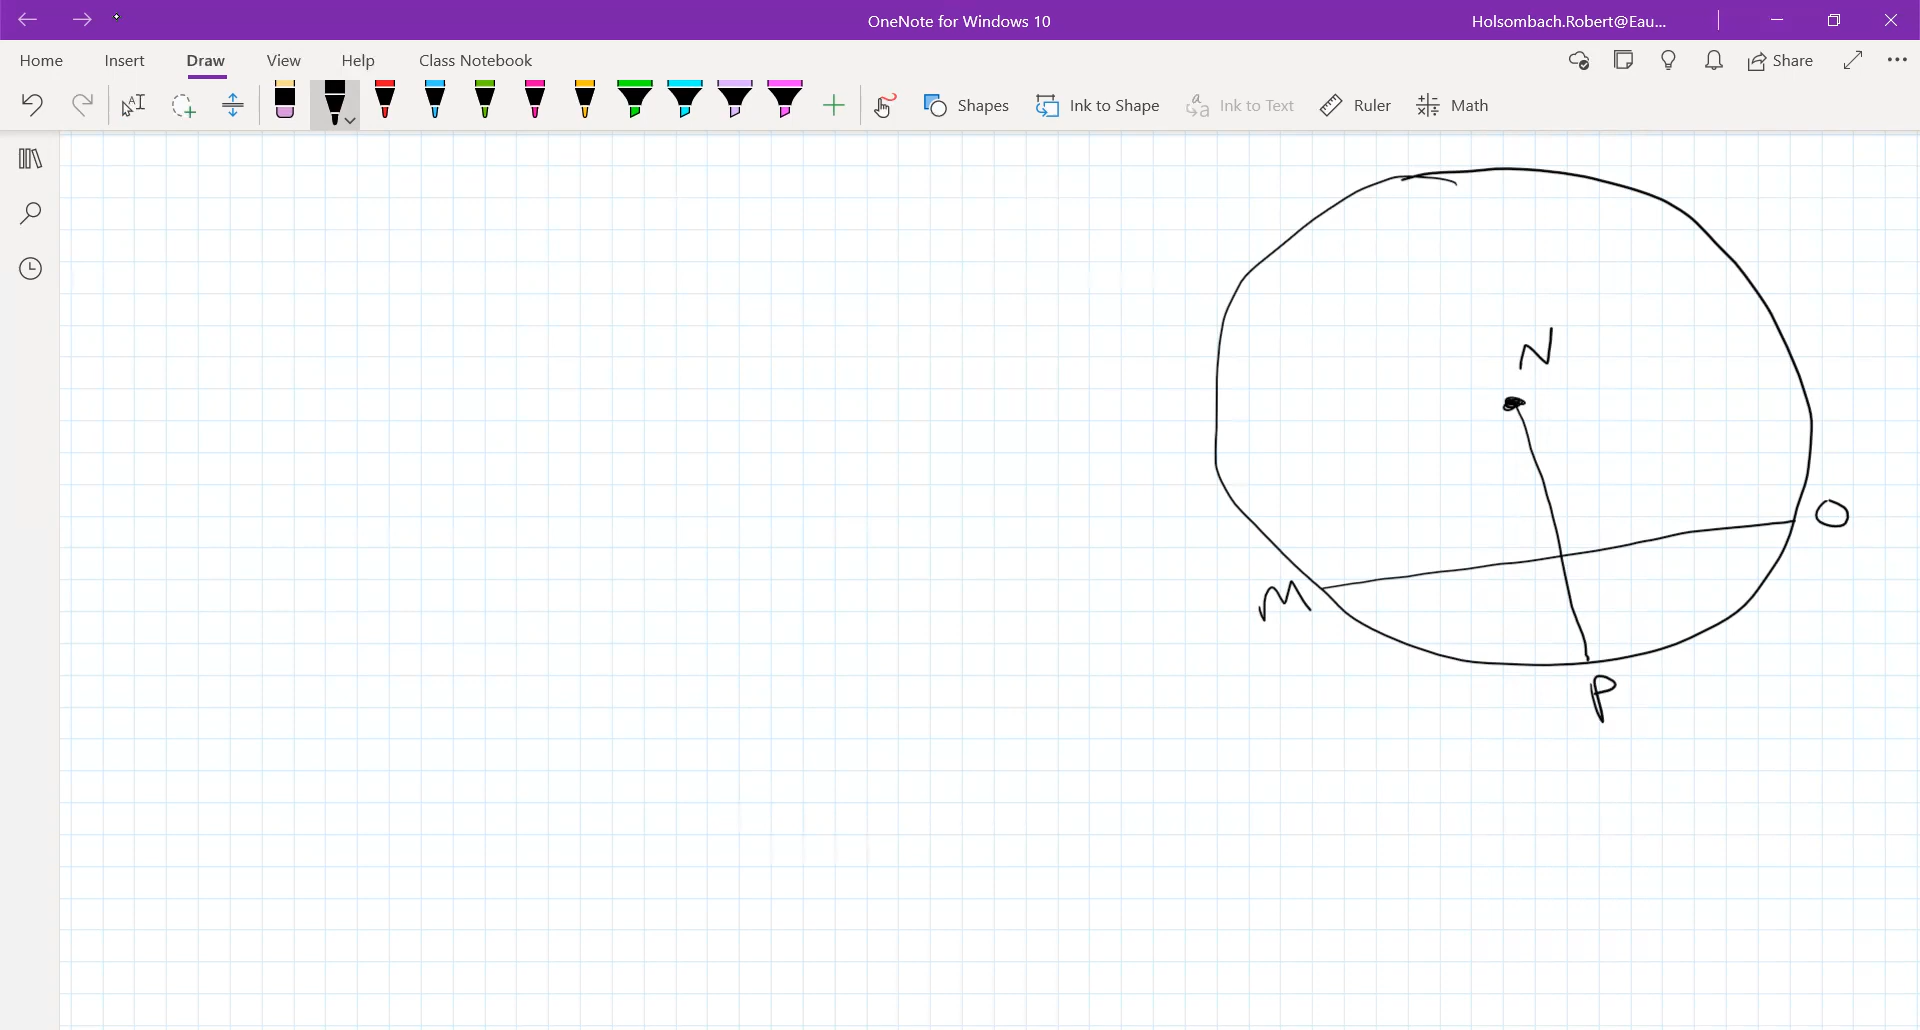 OneNote for Windows 10
Holsombach.Robert@Eau...
Home Insert Draw View Help Class Notebook Share
Shapes Ink to Shape Ink to Text Ruler Math
N
O
M
P